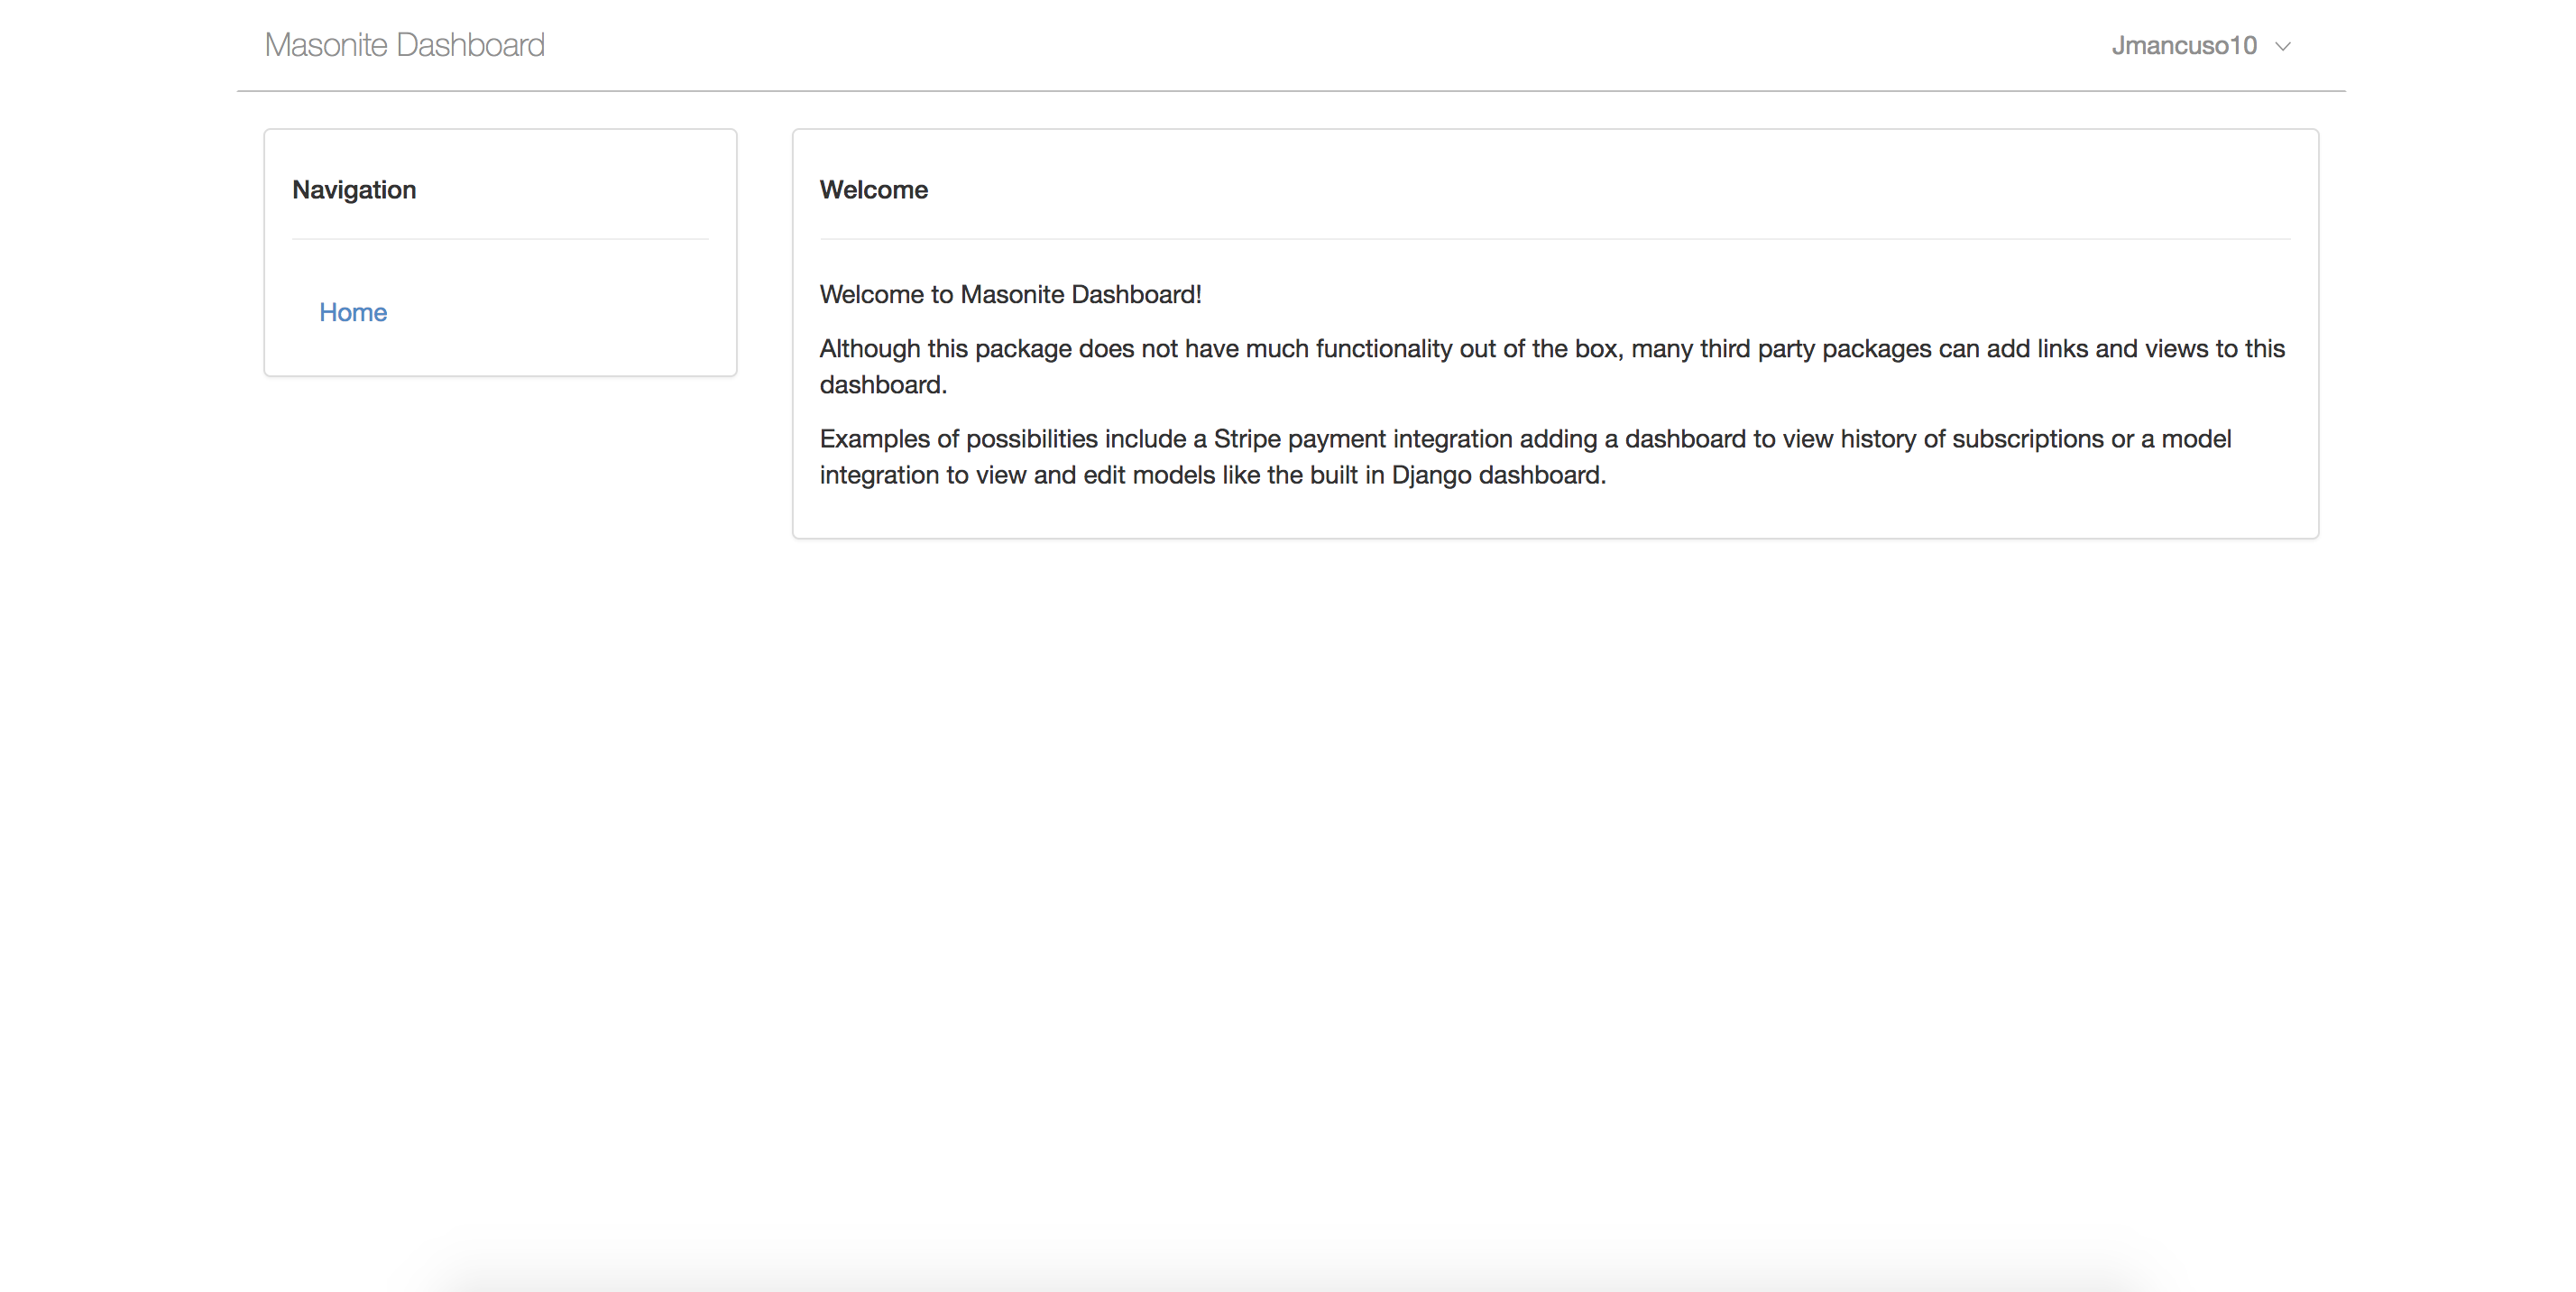 Masonite Dashboard
Jmancuso10
Navigation
Home
Welcome
Welcome to Masonite Dashboard!
Although this package does not have much functionality out of the box, many third party packages can add links and views to this
dashboard.
Examples of possibilities include a Stripe payment integration adding a dashboard to view history of subscriptions or a model
integration to view and edit models like the built in Django dashboard.